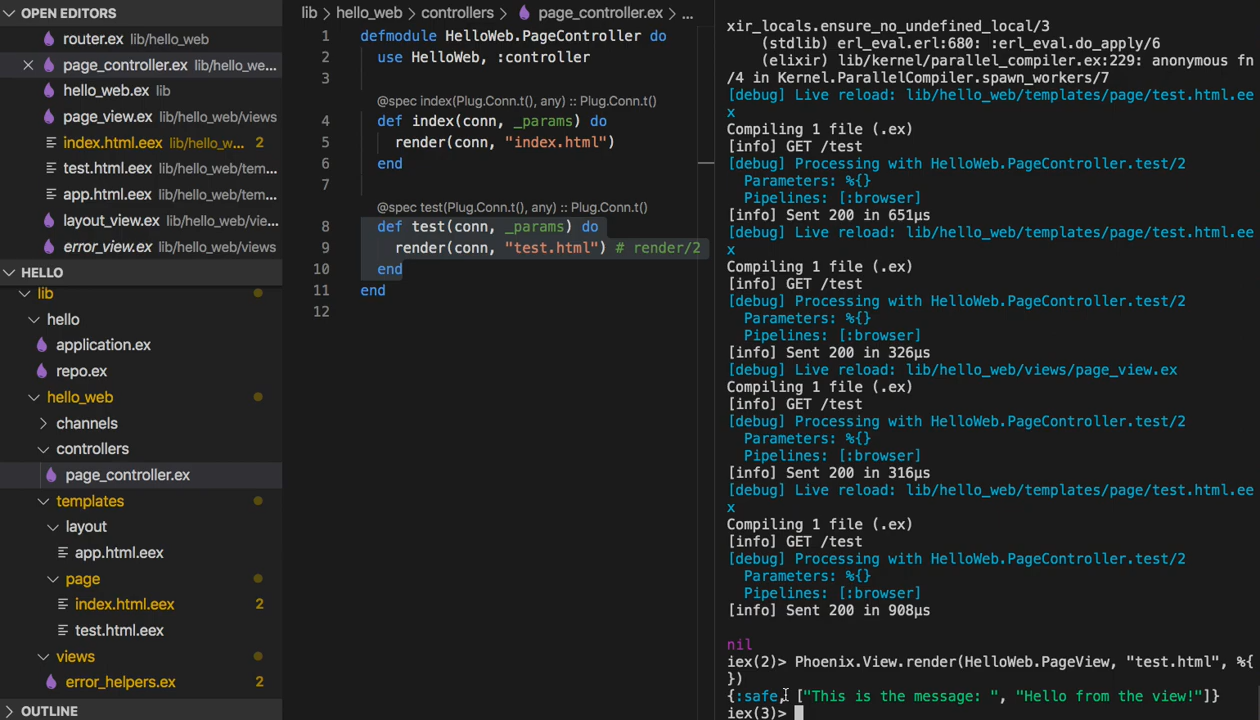 OPEN EDITORS
router.ex lib/hello_web
page_controller.ex lib/hello_we...
hello_web.ex lib
page_view.ex lib/hello_web/views
index.html.eex lib/hello_w... 2
test.html.eex lib/hello_web/tem...
app.html.eex lib/hello_web/tem...
layout_view.ex lib/hello_web/vie...
error_view.ex lib/hello_web/views
HELLO
lib
hello
application.ex
repo.ex
hello_web
channels
controllers
page_controller.ex
templates
layout
app.html.eex
page
index.html.eex 2
test.html.eex
views
error_helpers.ex 2
OUTLINE
lib > hello_web > controllers > page_controller.ex > ...
1 defmodule HelloWeb.PageController do
2 use HelloWeb, :controller
3
@spec index(Plug.Conn.t(), any) :: Plug.Conn.t()
4 def index(conn, _params) do
5 render(conn, "index.html")
6 end
7
@spec test(Plug.Conn.t(), any) :: Plug.Conn.t()
8 def test(conn, _params) do
9 render(conn, "test.html") # render/2
10 end
11 end
12
xir_locals.ensure_no_undefined_local/3
(stdlib) erl_eval.erl:680: :erl_eval.do_apply/6
(elixir) lib/kernel/parallel_compiler.ex:229: anonymous fn
/4 in Kernel.ParallelCompiler.spawn_workers/7
[debug] Live reload: lib/hello_web/templates/page/test.html.ee
x
Compiling 1 file (.ex)
[info] GET /test
[debug] Processing with HelloWeb.PageController.test/2
Parameters: %{}
Pipelines: [:browser]
[info] Sent 200 in 651µs
[debug] Live reload: lib/hello_web/templates/page/test.html.ee
x
Compiling 1 file (.ex)
[info] GET /test
[debug] Processing with HelloWeb.PageController.test/2
Parameters: %{}
Pipelines: [:browser]
[info] Sent 200 in 326µs
[debug] Live reload: lib/hello_web/views/page_view.ex
Compiling 1 file (.ex)
[info] GET /test
[debug] Processing with HelloWeb.PageController.test/2
Parameters: %{}
Pipelines: [:browser]
[info] Sent 200 in 316µs
[debug] Live reload: lib/hello_web/templates/page/test.html.ee
x
Compiling 1 file (.ex)
[info] GET /test
[debug] Processing with HelloWeb.PageController.test/2
Parameters: %{}
Pipelines: [:browser]
[info] Sent 200 in 908µs
nil
iex(2)> Phoenix.View.render(HelloWeb.PageView, "test.html", %{
})
{:safe, ["This is the message: ", "Hello from the view!"]}
iex(3)>